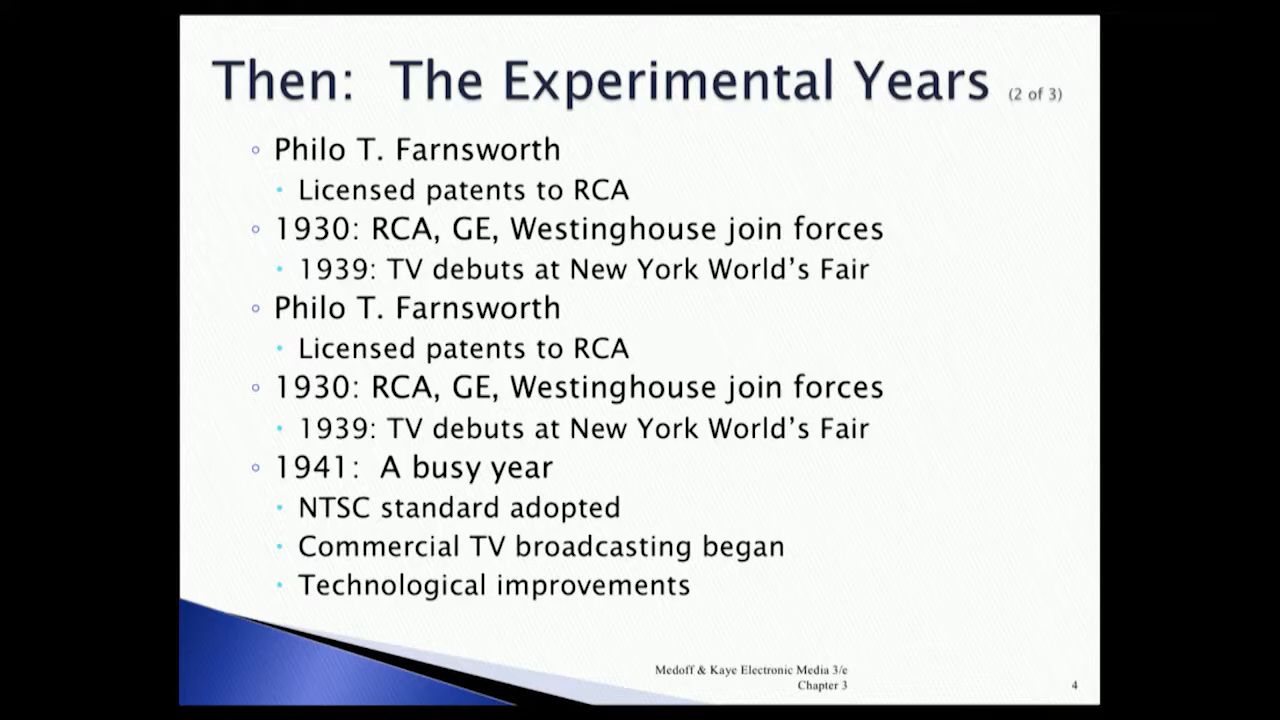 Then: The Experimental Years (2 of 3)
Philo T. Farnsworth
Licensed patents to RCA
1930: RCA, GE, Westinghouse join forces
1939: TV debuts at New York World’s Fair
Philo T. Farnsworth
Licensed patents to RCA
1930: RCA, GE, Westinghouse join forces
1939: TV debuts at New York World’s Fair
1941: A busy year
NTSC standard adopted
Commercial TV broadcasting began
Technological improvements
Medoff & Kaye Electronic Media 3/e
Chapter 3
4